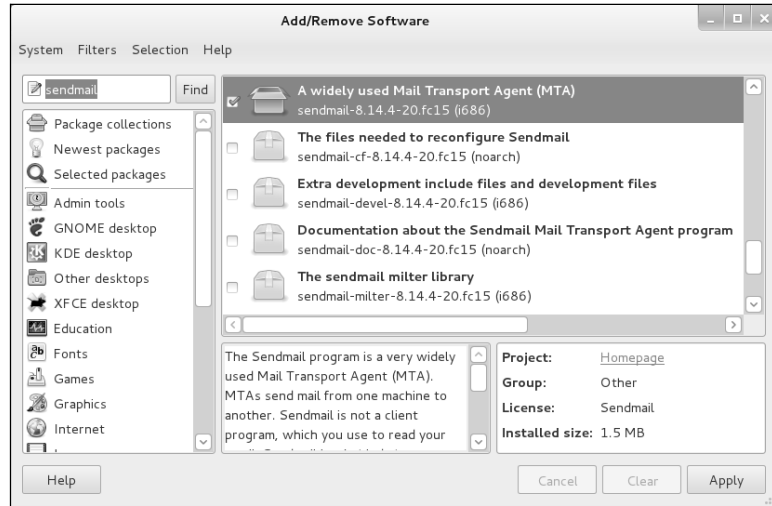 Add/Remove Software
System Filters Selection Help
sendmail
Find
Package collections
Newest packages
Selected packages
Admin tools
GNOME desktop
KDE desktop
Other desktops
XFCE desktop
Education
Fonts
Games
Graphics
Internet
A widely used Mail Transport Agent (MTA)
sendmail-8.14.4-20.fc15 (i686)
The files needed to reconfigure Sendmail
sendmail-cf-8.14.4-20.fc15 (noarch)
Extra development include files and development files
sendmail-devel-8.14.4-20.fc15 (i686)
Documentation about the Sendmail Mail Transport Agent program
sendmail-doc-8.14.4-20.fc15 (noarch)
The sendmail milter library
sendmail-milter-8.14.4-20.fc15 (i686)
The Sendmail program is a very widely
used Mail Transport Agent (MTA).
MTAs send mail from one machine to
another. Sendmail is not a client
program, which you use to read your
Project: Homepage
Group: Other
License: Sendmail
Installed size: 1.5 MB
Help
Cancel
Clear
Apply